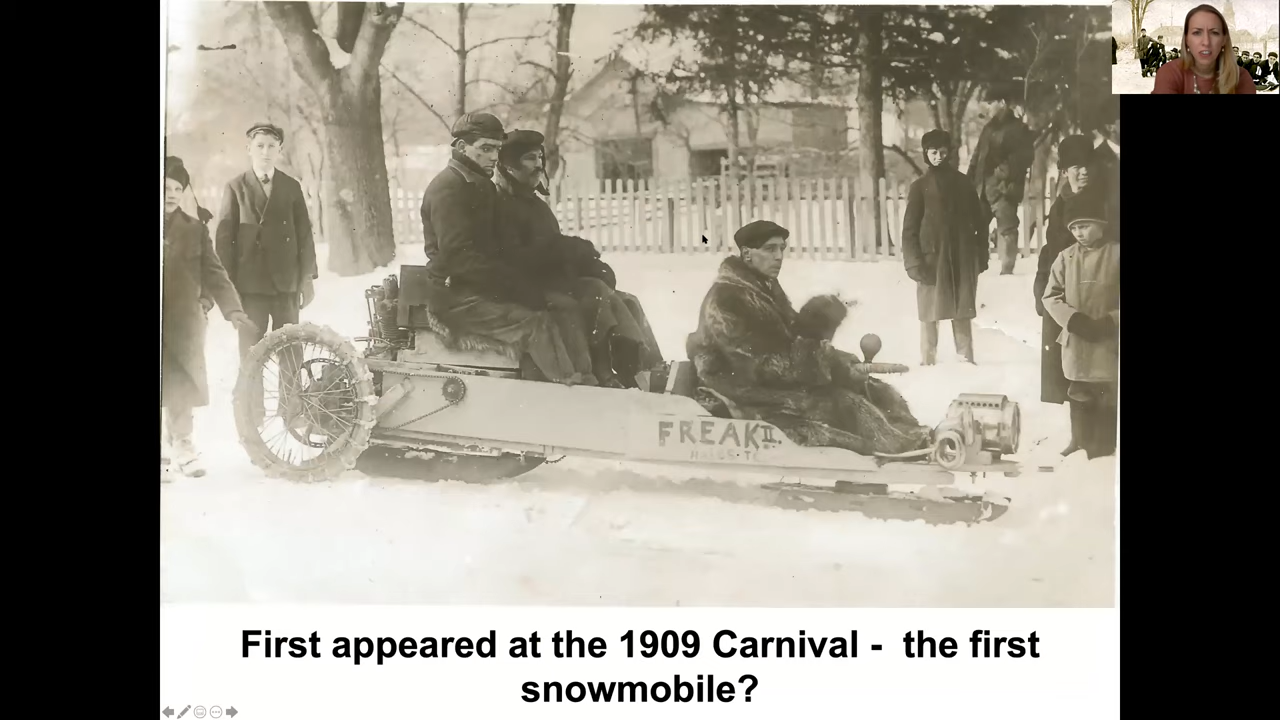 FREAK II.
First appeared at the 1909 Carnival - the first
snowmobile?